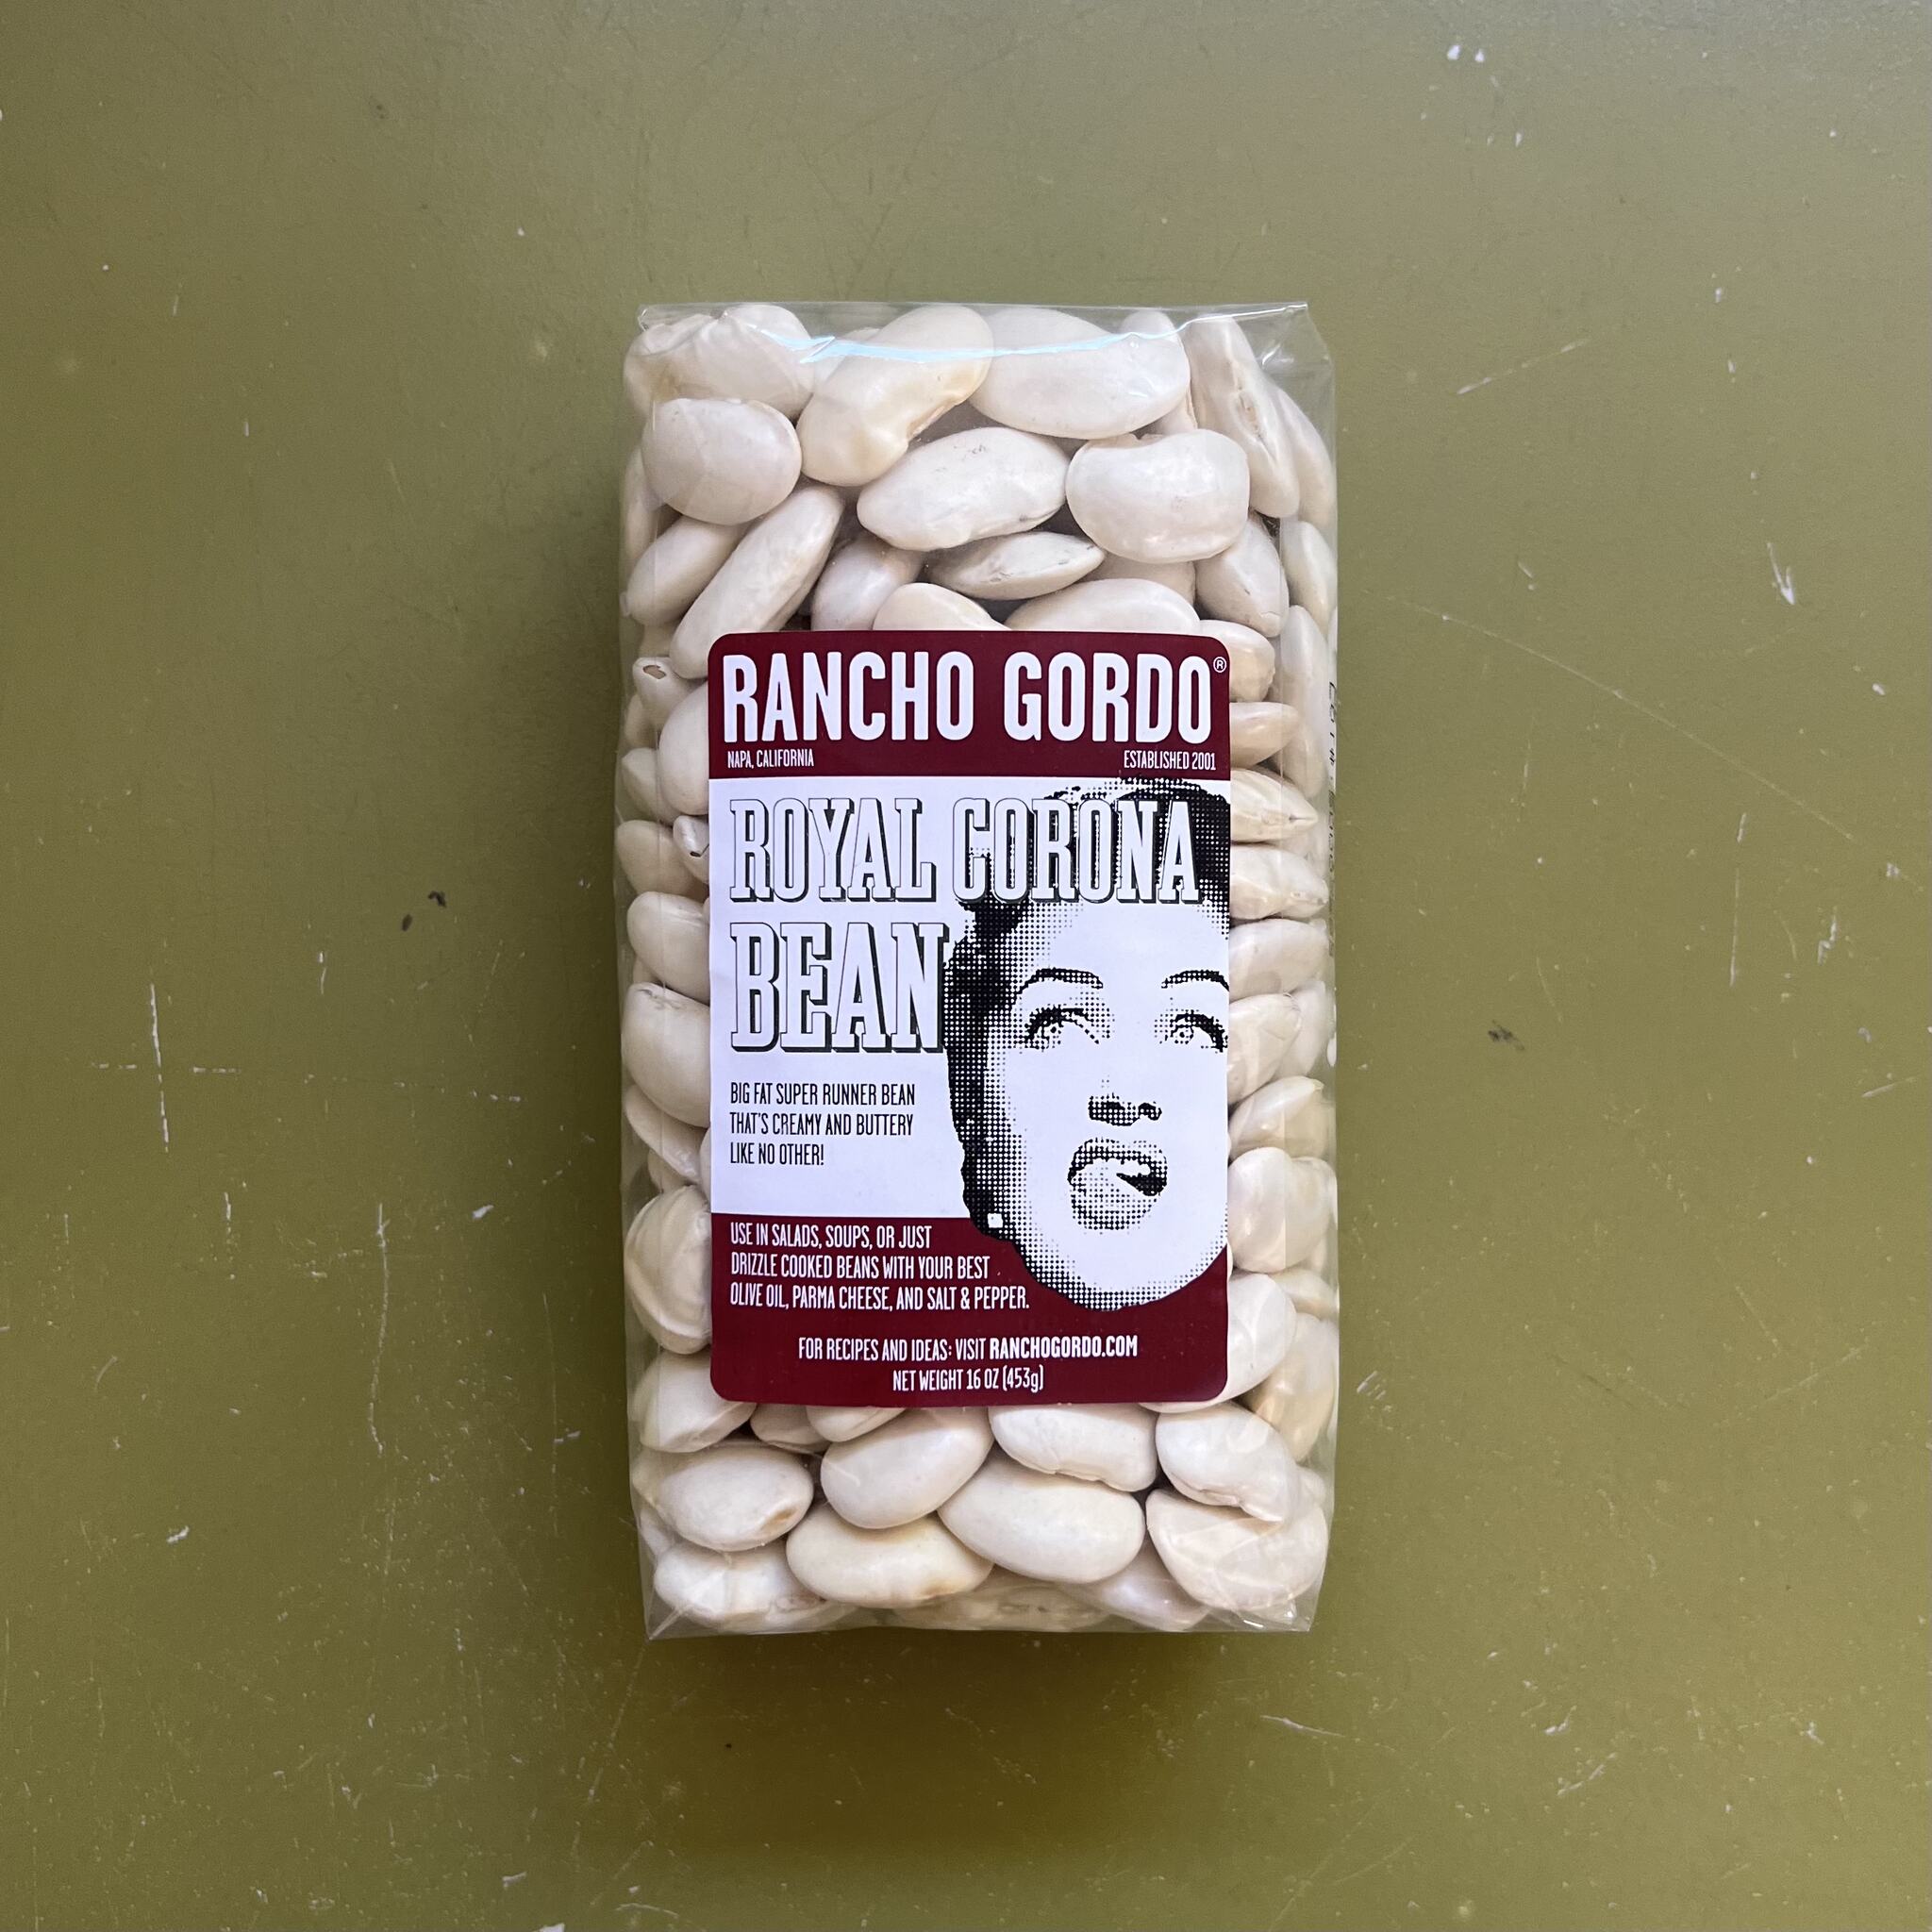 RANCHO GORDO®
NAPA, CALIFORNIA ESTABLISHED 2001
ROYAL CORONA
BEAN
BIG FAT SUPER RUNNER BEAN
THAT'S CREAMY AND BUTTERY
LIKE NO OTHER!
USE IN SALADS, SOUPS, OR JUST
DRIZZLE COOKED BEANS WITH YOUR BEST
OLIVE OIL, PARMA CHEESE, AND SALT & PEPPER.
FOR RECIPES AND IDEAS: VISIT RANCHOGORDO.COM
NET WEIGHT 16 OZ (453g)